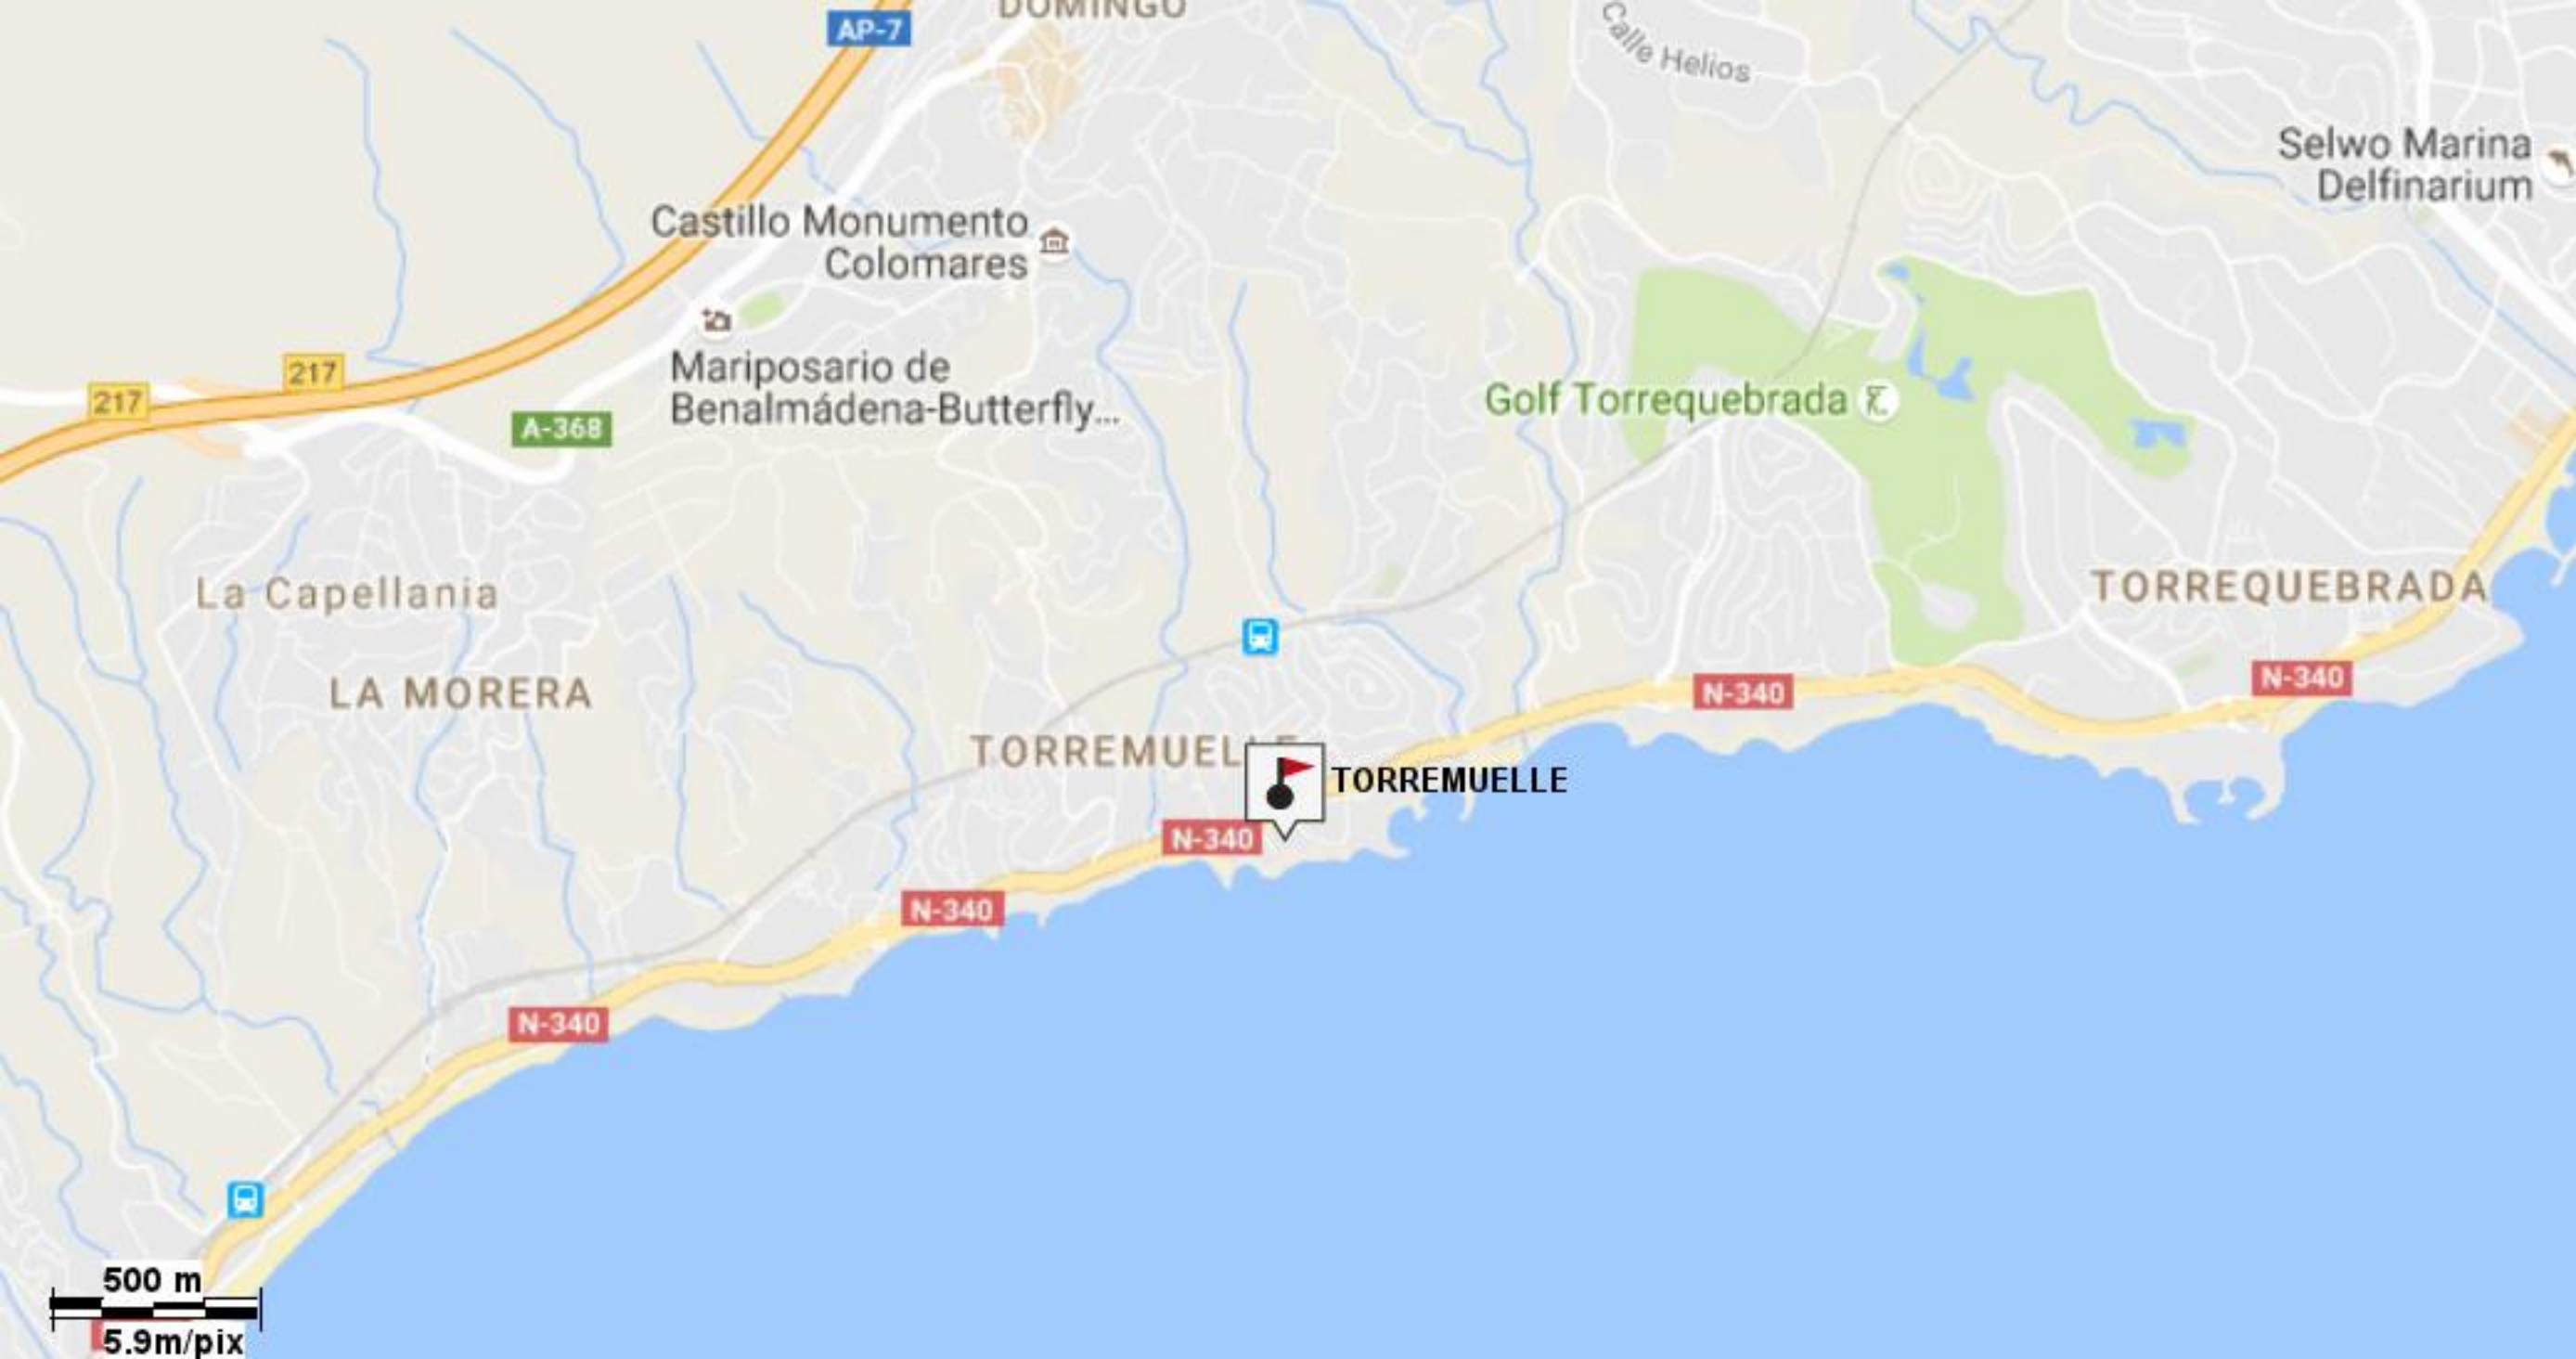 DOMINGO
AP-7
Calle Helios
Selwo Marina
Delfinarium
Castillo Monumento
Colomares
Mariposario de
Benalmádena-Butterfly...
217
217
A-368
Golf Torrequebrada
La Capellania
TORREQUEBRADA
LA MORERA
N-340
N-340
TORREMUELLE
TORREMUELLE
N-340
N-340
N-340
500 m
5.9m/pix